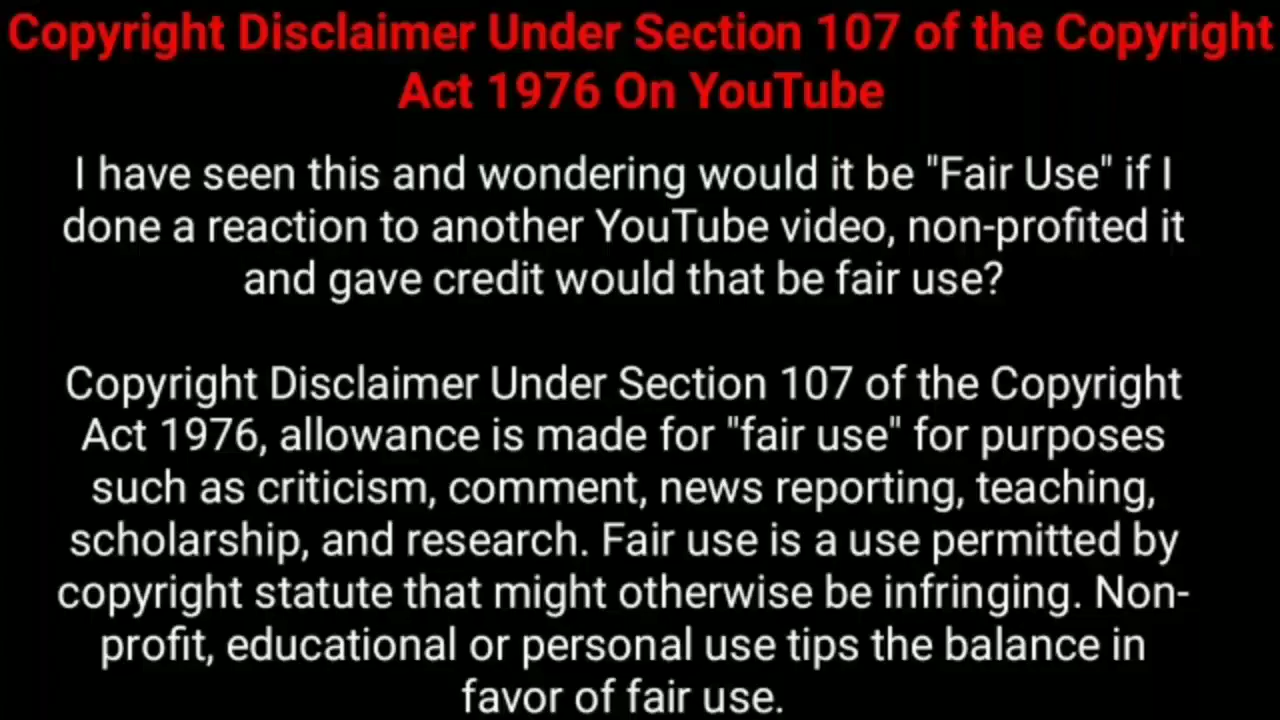 Copyright Disclaimer Under Section 107 of the Copyright
Act 1976 On YouTube
I have seen this and wondering would it be "Fair Use" if I
done a reaction to another YouTube video, non-profited it
and gave credit would that be fair use?
Copyright Disclaimer Under Section 107 of the Copyright
Act 1976, allowance is made for "fair use" for purposes
such as criticism, comment, news reporting, teaching,
scholarship, and research. Fair use is a use permitted by
copyright statute that might otherwise be infringing. Non-
profit, educational or personal use tips the balance in
favor of fair use.